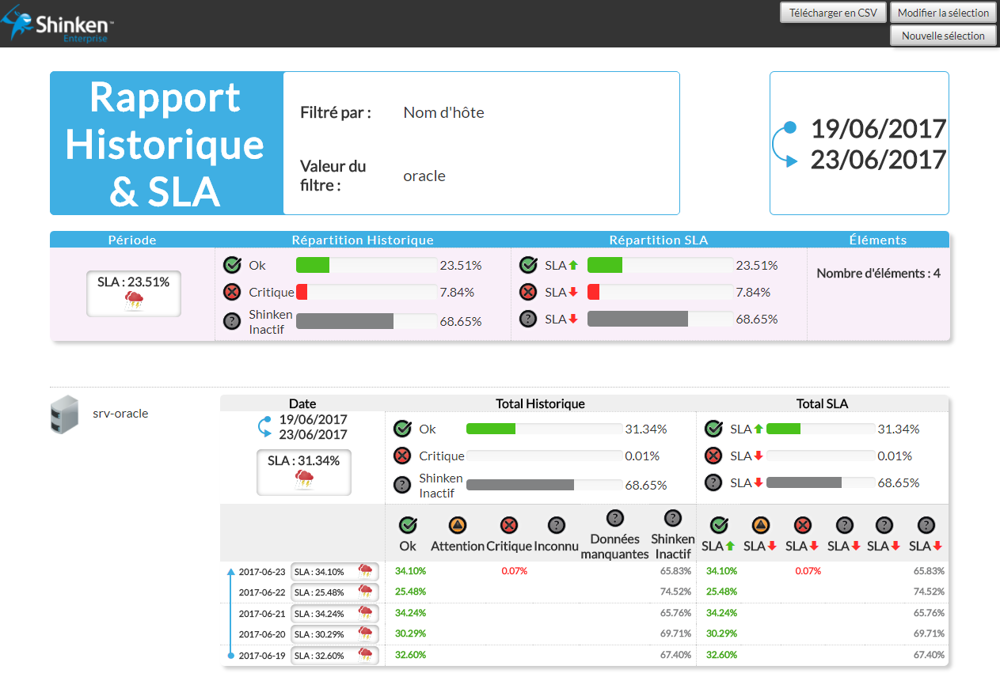 Shinken™
Enterprise
Télécharger en CSV
Modifier la sélection
Nouvelle sélection
Rapport
Historique
& SLA
Filtré par :
Nom d'hôte
Valeur du
filtre :
oracle
19/06/2017
23/06/2017
Période
Répartition Historique
Répartition SLA
Éléments
SLA : 23.51%
Ok
23.51%
Critique
7.84%
Shinken
Inactif
68.65%
SLA
23.51%
SLA
7.84%
SLA
68.65%
Nombre d'éléments : 4
srv-oracle
Date
Total Historique
Total SLA
19/06/2017
23/06/2017
SLA : 31.34%
Ok
31.34%
Critique
0.01%
Shinken
Inactif
68.65%
SLA
31.34%
SLA
0.01%
SLA
68.65%
Ok
Attention
Critique
Inconnu
Données
manquantes
Shinken
Inactif
SLA
SLA
SLA
SLA
SLA
SLA
2017-06-23 SLA : 34.10% 34.10% 0.07% 65.83% 34.10% 0.07% 65.83%
2017-06-22 SLA : 25.48% 25.48% 74.52% 25.48% 74.52%
2017-06-21 SLA : 34.24% 34.24% 65.76% 34.24% 65.76%
2017-06-20 SLA : 30.29% 30.29% 69.71% 30.29% 69.71%
2017-06-19 SLA : 32.60% 32.60% 67.40% 32.60% 67.40%